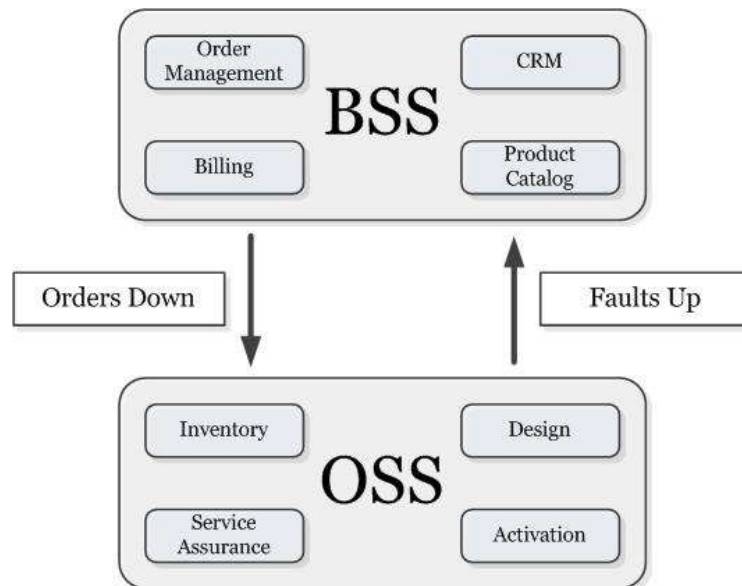 Order
Management
CRM
BSS
Billing
Product
Catalog
Orders Down
Faults Up
Inventory
Design
OSS
Service
Assurance
Activation